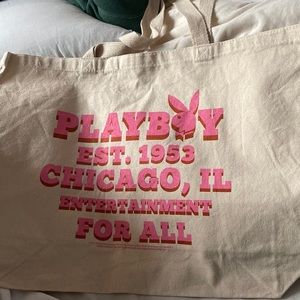 PLAYBOY
EST. 1953
CHICAGO, IL
ENTERTAINMENT
FOR ALL